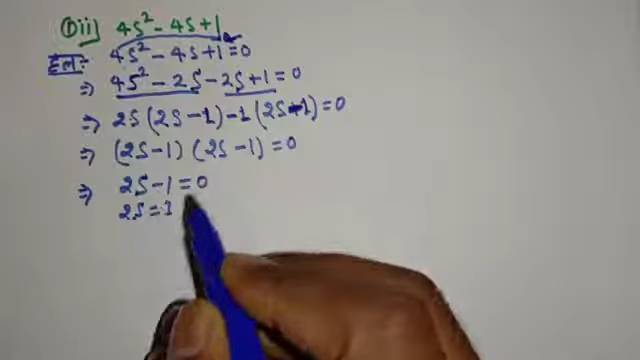 (ii) 4S² - 4S + 1
हल:- 4S² - 4S + 1 = 0
⇒ 4S² - 2S - 2S + 1 = 0
⇒ 2S (2S - 1) - 1 (2S - 1) = 0
⇒ (2S - 1) (2S - 1) = 0
⇒ 2S - 1 = 0
2S = 1